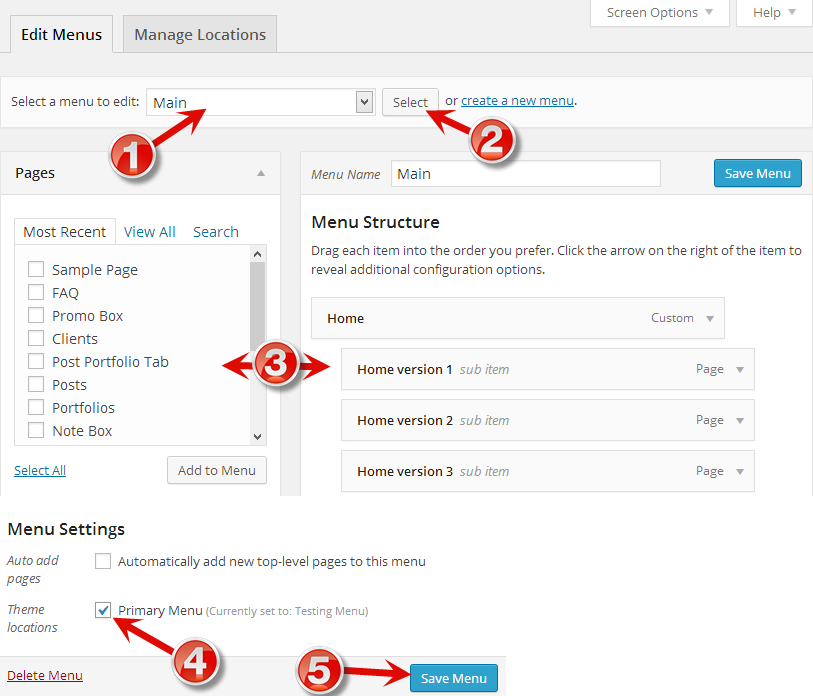 Screen Options
Help
Edit Menus
Manage Locations
Select a menu to edit: Main Select or create a new menu.
1
2
Pages
Most Recent View All Search
Sample Page
FAQ
Promo Box
Clients
Post Portfolio Tab
Posts
Portfolios
Note Box
Select All Add to Menu
3
Menu Name Main Save Menu
Menu Structure
Drag each item into the order you prefer. Click the arrow on the right of the item to
reveal additional configuration options.
Home Custom
Home version 1 sub item Page
Home version 2 sub item Page
Home version 3 sub item Page
Menu Settings
Auto add
pages
Automatically add new top-level pages to this menu
Theme
locations
Primary Menu (Currently set to: Testing Menu)
4
5
Delete Menu Save Menu